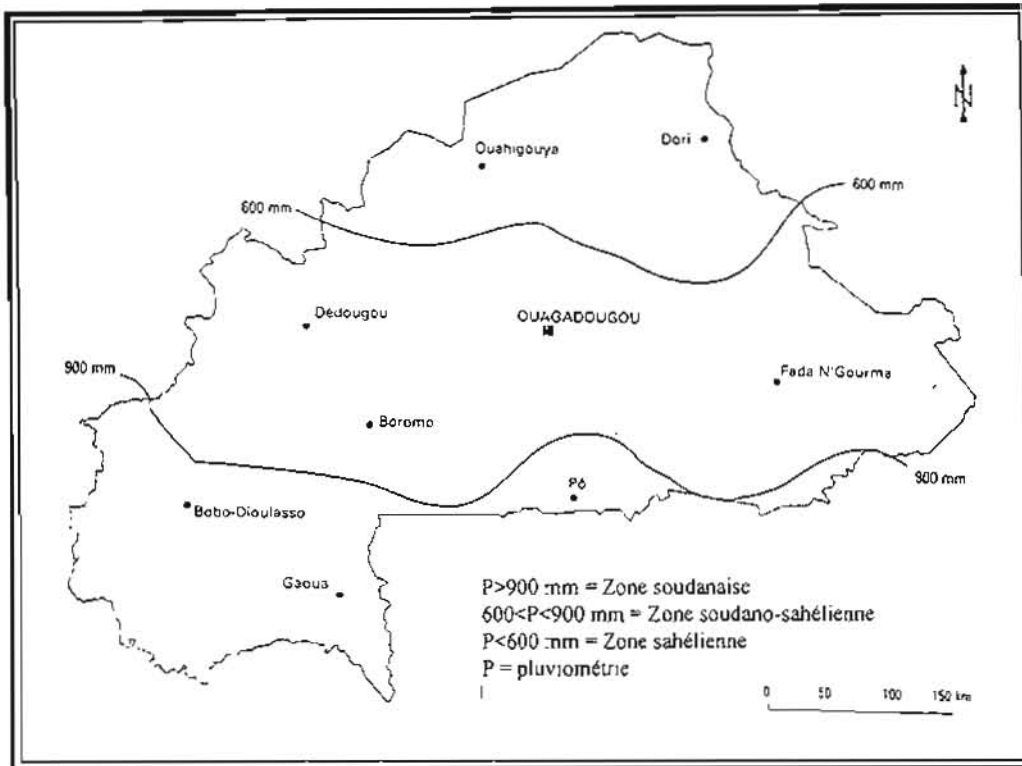 N
Dori
Ouahigouya
600 mm
600 mm
Dédougou
OUAGADOUGOU
900 mm
Fada N'Gourma
Boromo
900 mm
Pô
Bobo-Dioulasso
Gaoua
P>900 mm = Zone soudanaise
600<P<900 mm = Zone soudano-sahélienne
P<600 mm = Zone sahélienne
P = pluviométrie
0 50 100 150 km